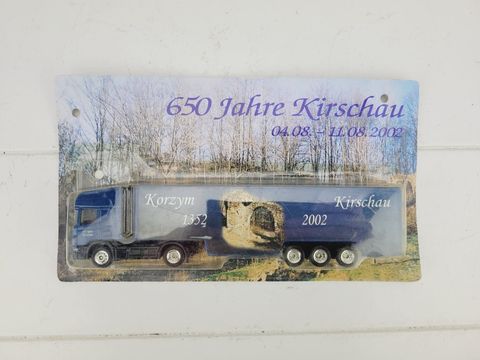 650 Jahre Kirschau
04.08. – 11.08.2002
Korzym Kirschau
1352 2002